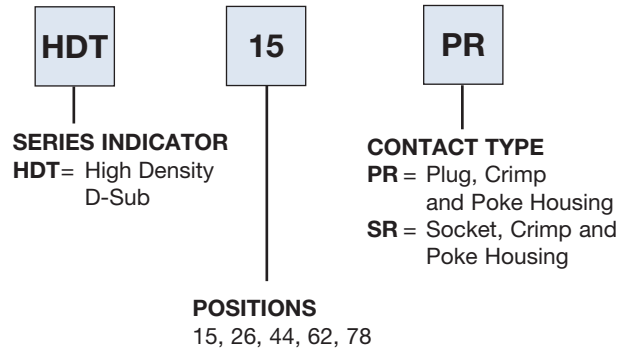 HDT 15 PR
SERIES INDICATOR
HDT= High Density
D-Sub
CONTACT TYPE
PR = Plug, Crimp
and Poke Housing
SR = Socket, Crimp and
Poke Housing
POSITIONS
15, 26, 44, 62, 78